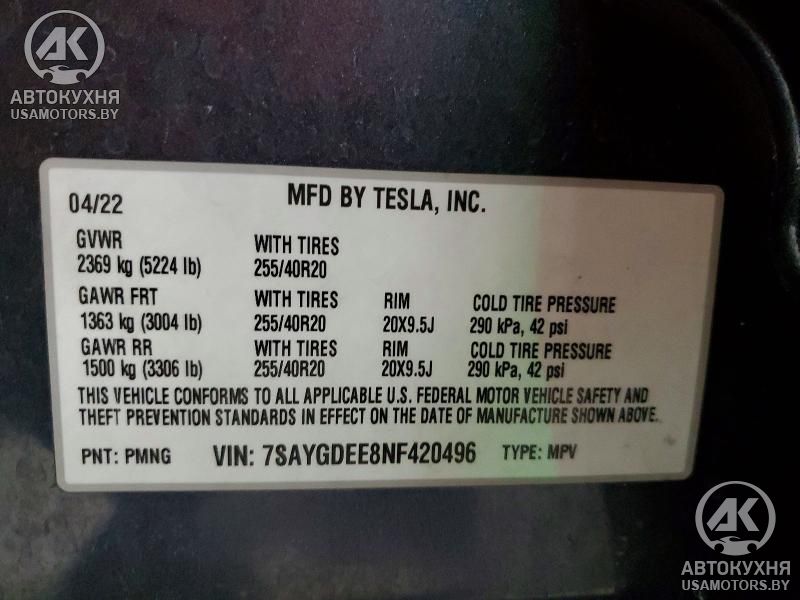 AK
АВТОКУХНЯ
USAMOTORS.BY
04/22 MFD BY TESLA, INC.
GVWR WITH TIRES
2369 kg (5224 lb) 255/40R20
GAWR FRT WITH TIRES RIM COLD TIRE PRESSURE
1363 kg (3004 lb) 255/40R20 20X9.5J 290 kPa, 42 psi
GAWR RR WITH TIRES RIM COLD TIRE PRESSURE
1500 kg (3306 lb) 255/40R20 20X9.5J 290 kPa, 42 psi
THIS VEHICLE CONFORMS TO ALL APPLICABLE U.S. FEDERAL MOTOR VEHICLE SAFETY AND
THEFT PREVENTION STANDARDS IN EFFECT ON THE DATE OF MANUFACTURE SHOWN ABOVE.
PNT: PMNG VIN: 7SAYGDEE8NF420496 TYPE: MPV
AK
АВТОКУХНЯ
USAMOTORS.BY